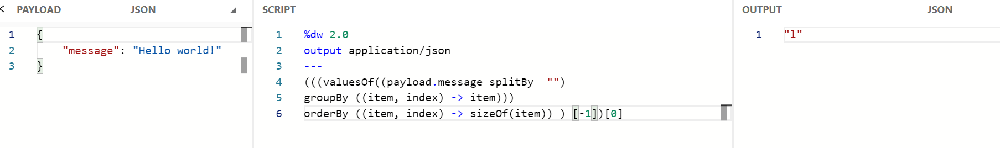 PAYLOAD JSON
1 {
2 "message": "Hello world!"
3 }
SCRIPT
1 %dw 2.0
2 output application/json
3 ---
4 (((valuesOf((payload.message splitBy  "")
5 groupBy ((item, index) -> item)))
6 orderBy ((item, index) -> sizeOf(item)) ) [-1])[0]
OUTPUT JSON
1 "l"